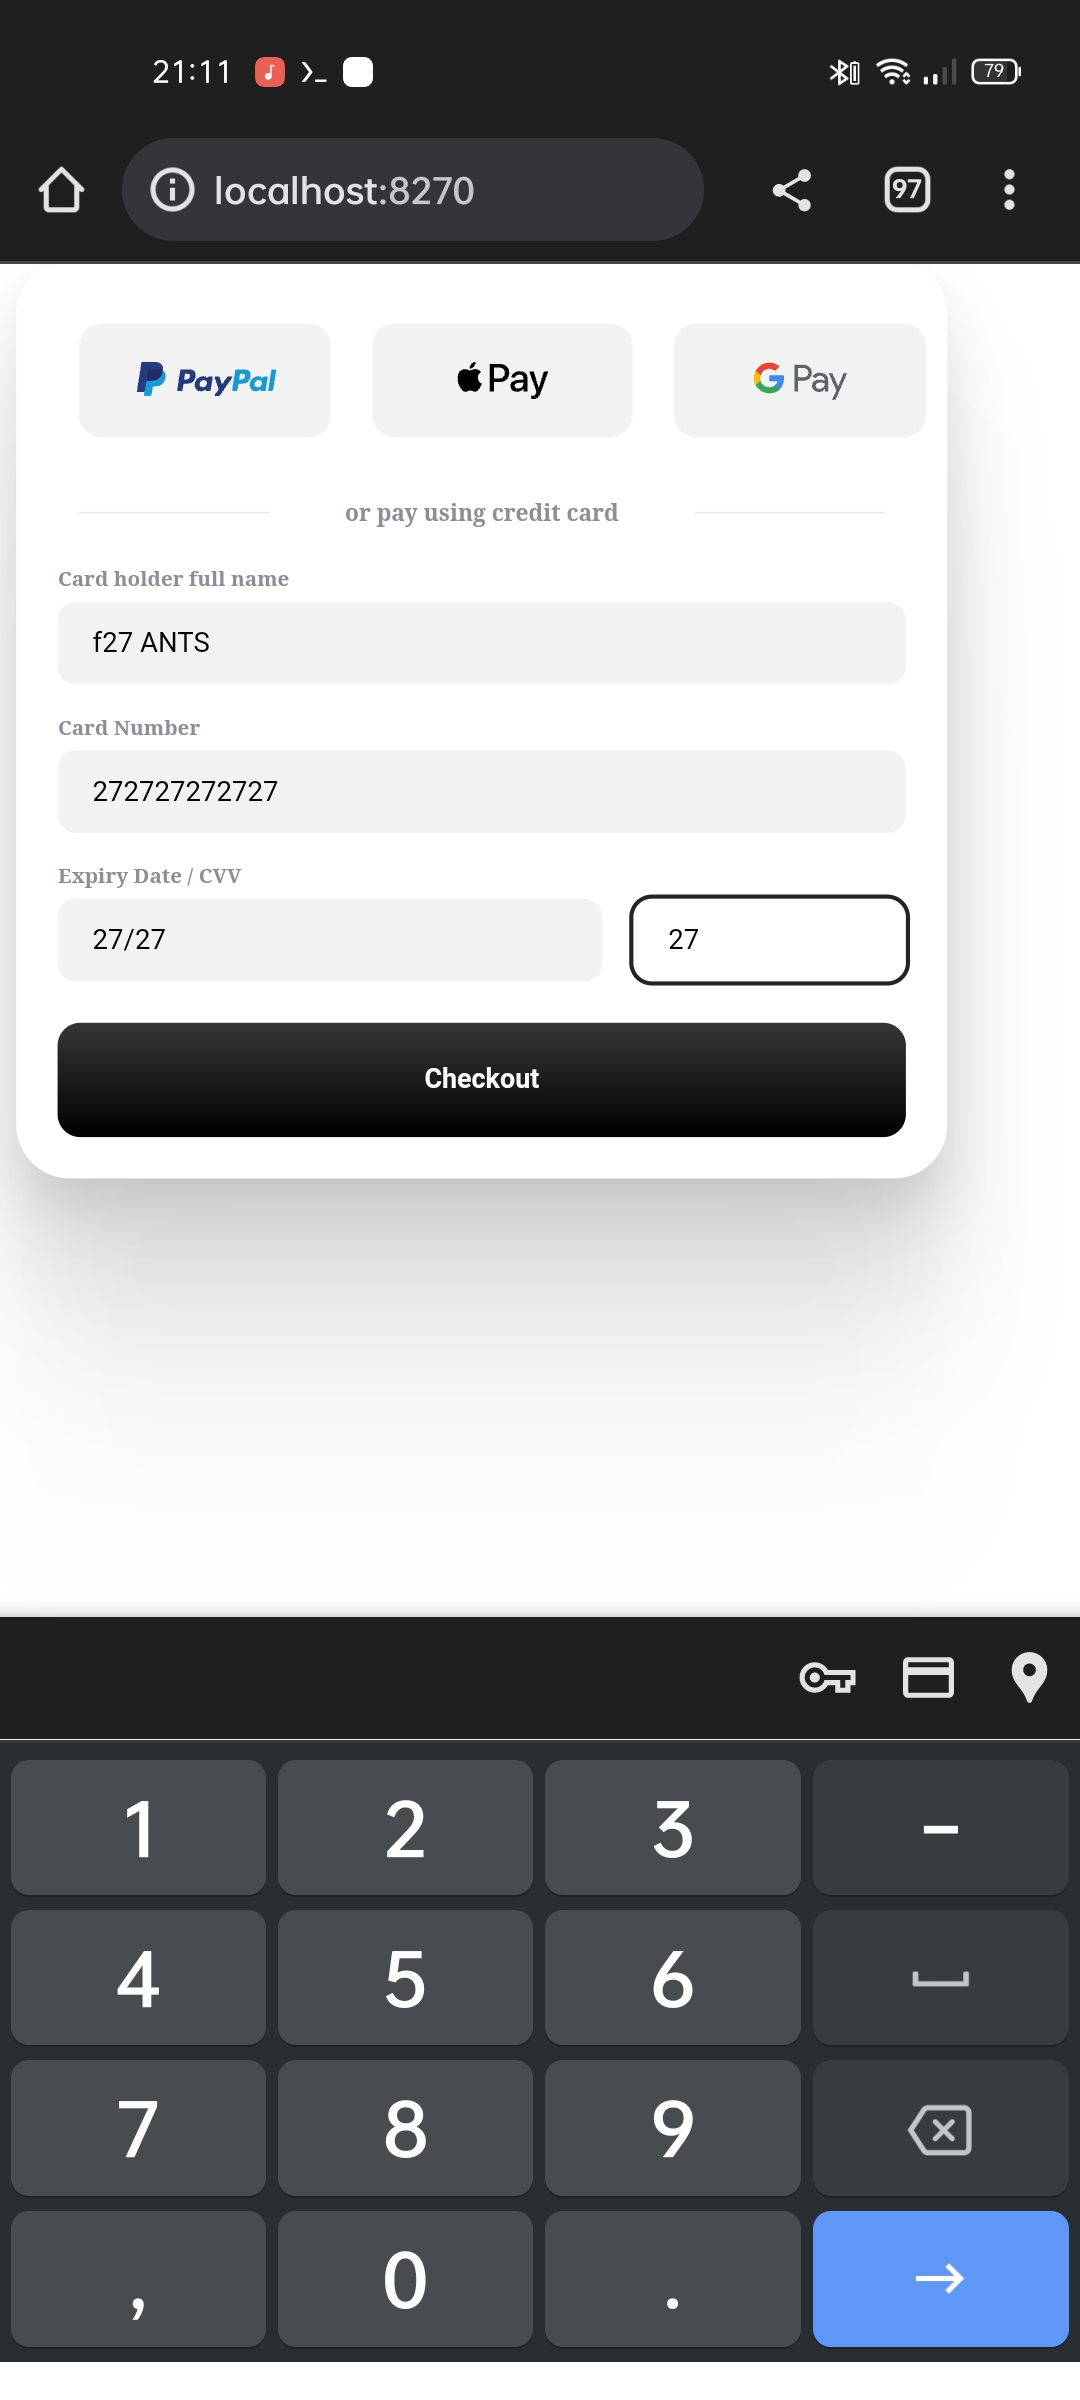 21:11
79
localhost:8270
97
PayPal
Pay
G Pay
or pay using credit card
Card holder full name
f27 ANTS
Card Number
272727272727
Expiry Date / CVV
27/27
27
Checkout
1 2 3 –
4 5 6
7 8 9
, 0 .